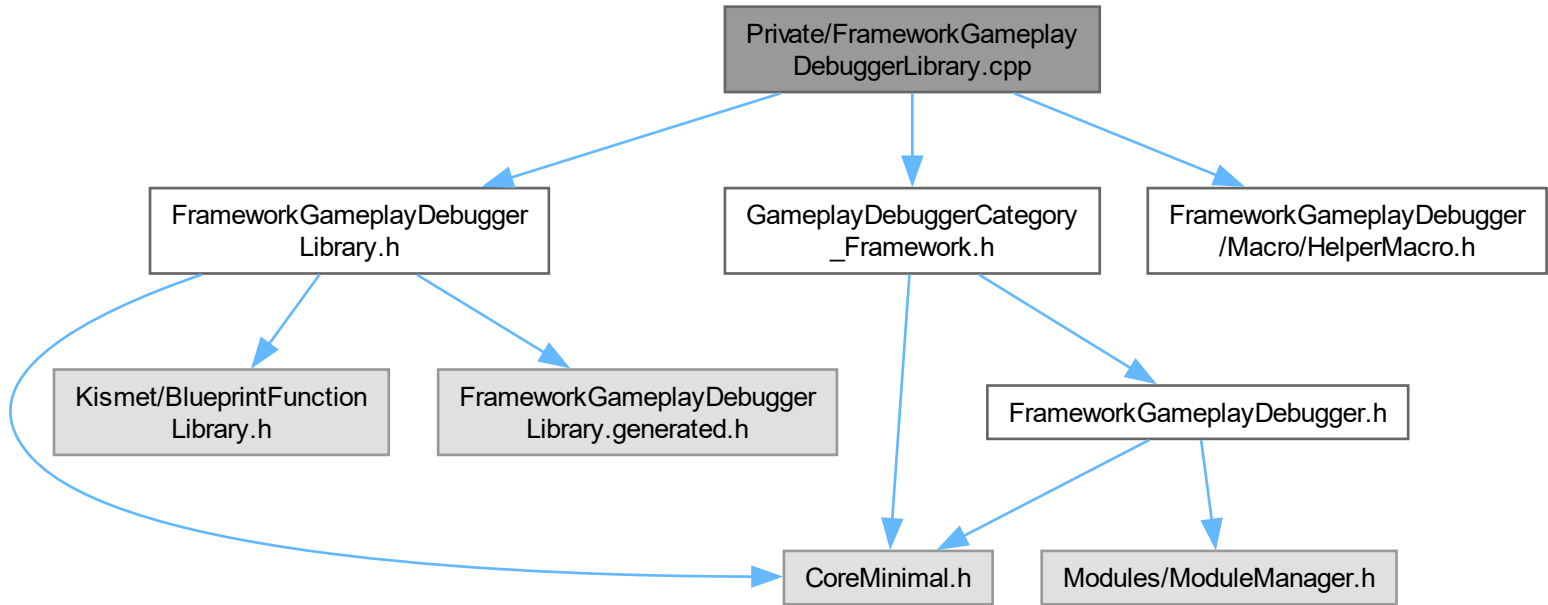 Private/FrameworkGameplay
DebuggerLibrary.cpp
FrameworkGameplayDebugger
Library.h
GameplayDebuggerCategory
_Framework.h
FrameworkGameplayDebugger
/Macro/HelperMacro.h
Kismet/BlueprintFunction
Library.h
FrameworkGameplayDebugger
Library.generated.h
FrameworkGameplayDebugger.h
CoreMinimal.h
Modules/ModuleManager.h